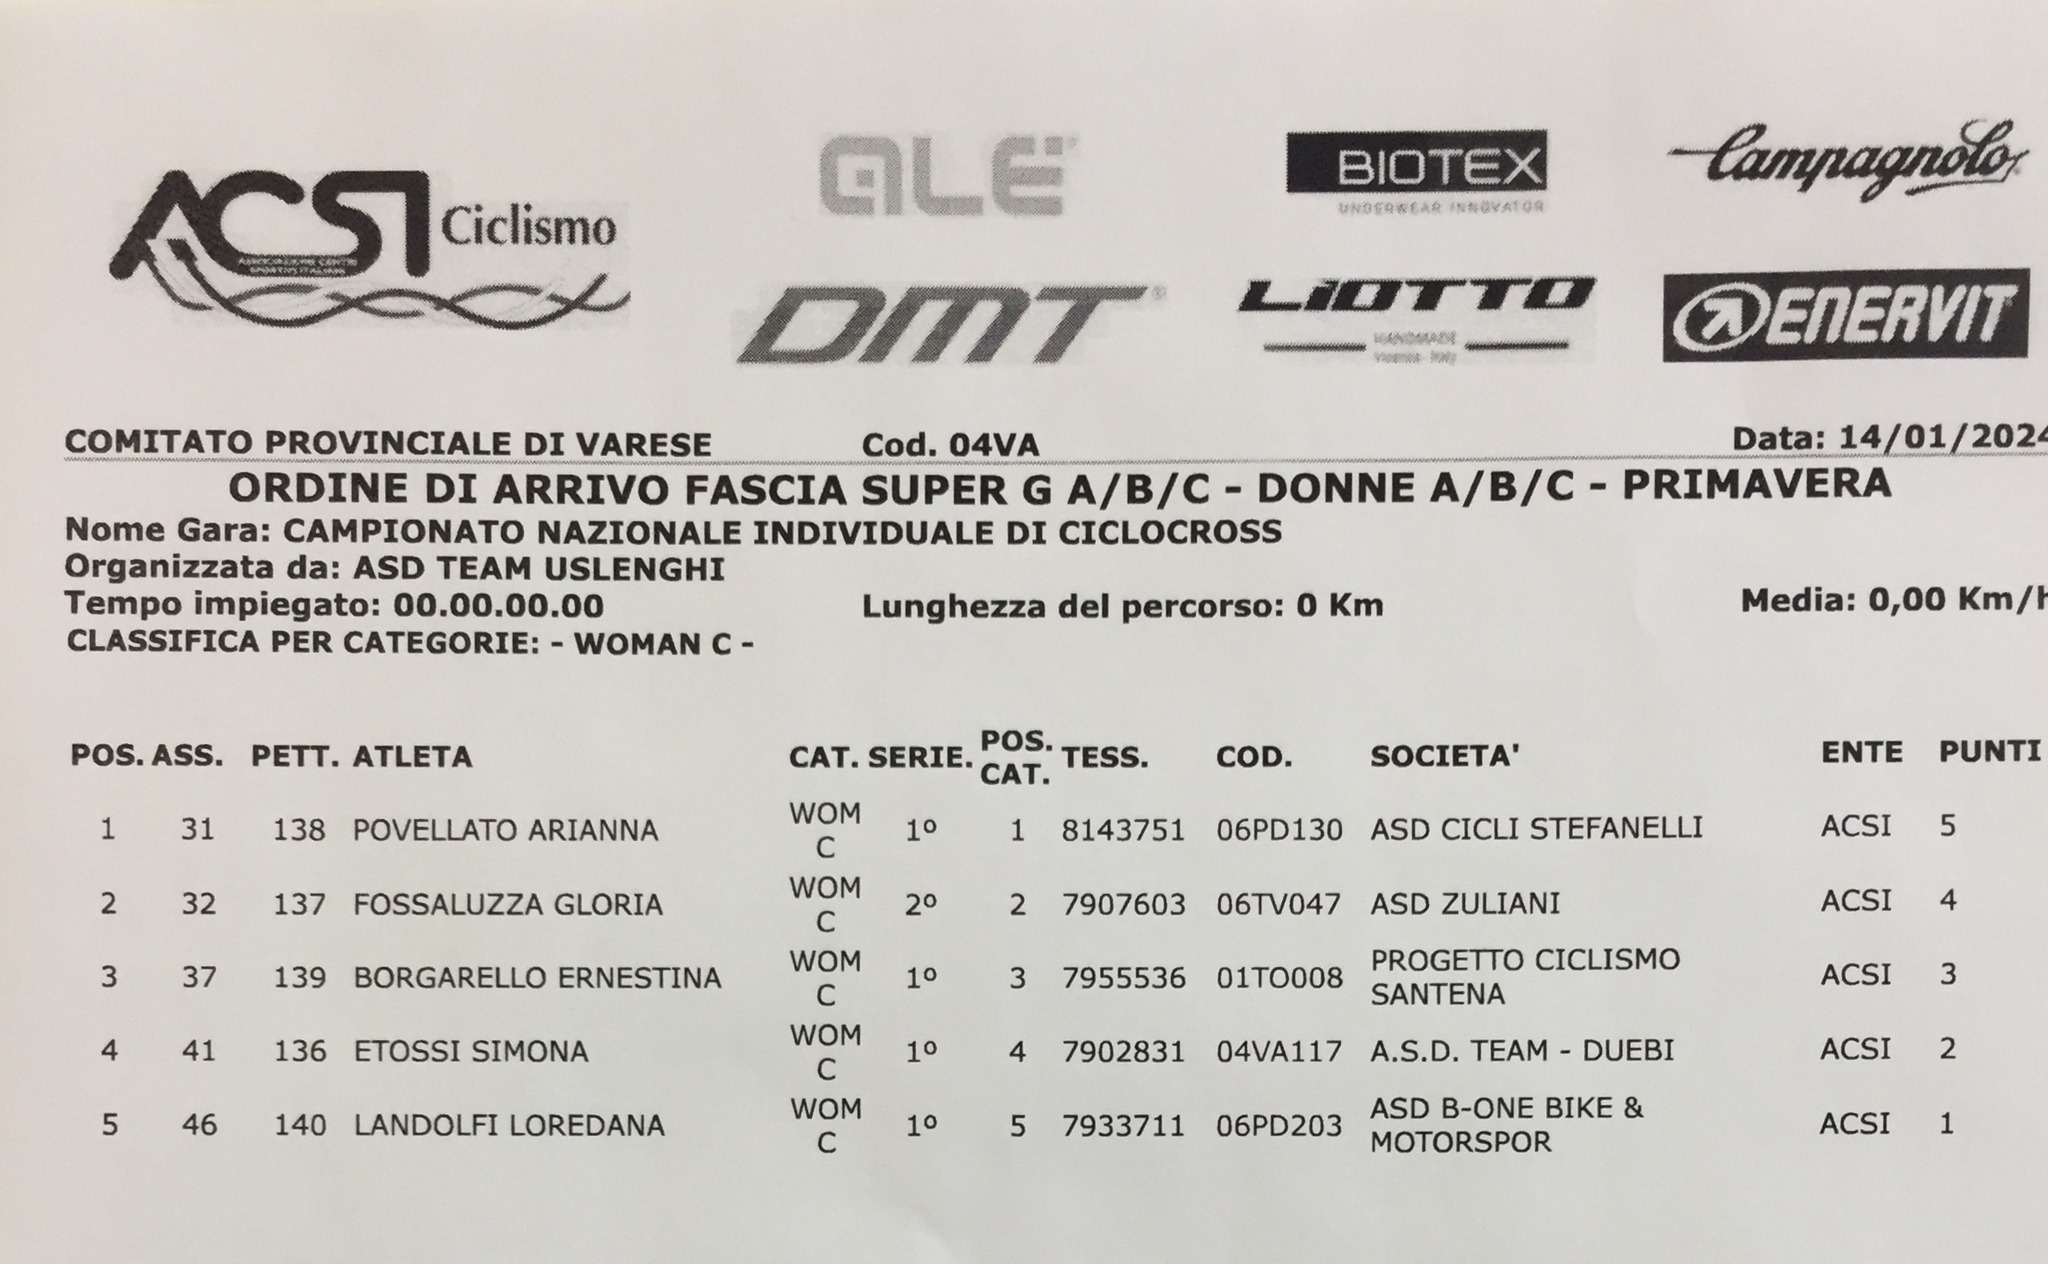 ACSI Ciclismo
ASSOCIAZIONE CENTRI
SPORTIVI ITALIANI
aLÉ
BIOTEX
UNDERWEAR INNOVATOR
Campagnolo
DMT
LIOTTO
HANDMADE
Vicenza - Italy
ENERVIT
COMITATO PROVINCIALE DI VARESE Cod. 04VA Data: 14/01/2024
ORDINE DI ARRIVO FASCIA SUPER G A/B/C - DONNE A/B/C - PRIMAVERA
Nome Gara: CAMPIONATO NAZIONALE INDIVIDUALE DI CICLOCROSS
Organizzata da: ASD TEAM USLENGHI
Tempo impiegato: 00.00.00.00 Lunghezza del percorso: 0 Km Media: 0,00 Km/h
CLASSIFICA PER CATEGORIE: - WOMAN C -
POS. ASS. PETT. ATLETA CAT. SERIE. POS. CAT. TESS. COD. SOCIETA' ENTE PUNTI
1 31 138 POVELLATO ARIANNA WOM C 1º 1 8143751 06PD130 ASD CICLI STEFANELLI ACSI 5
2 32 137 FOSSALUZZA GLORIA WOM C 2º 2 7907603 06TV047 ASD ZULIANI ACSI 4
3 37 139 BORGARELLO ERNESTINA WOM C 1º 3 7955536 01TO008 PROGETTO CICLISMO SANTENA ACSI 3
4 41 136 ETOSSI SIMONA WOM C 1º 4 7902831 04VA117 A.S.D. TEAM - DUEBI ACSI 2
5 46 140 LANDOLFI LOREDANA WOM C 1º 5 7933711 06PD203 ASD B-ONE BIKE & MOTORSPOR ACSI 1